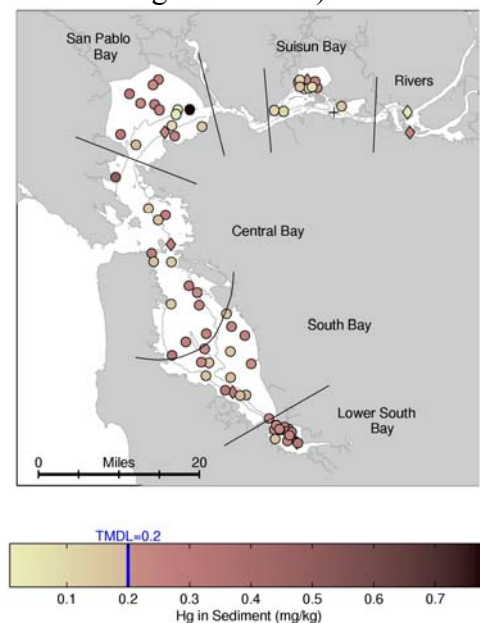 San Pablo
Bay
Suisun Bay
Rivers
Central Bay
South Bay
Lower South
Bay
0 Miles 20
TMDL=0.2
0.1 0.2 0.3 0.4 0.5 0.6 0.7
Hg in Sediment (mg/kg)